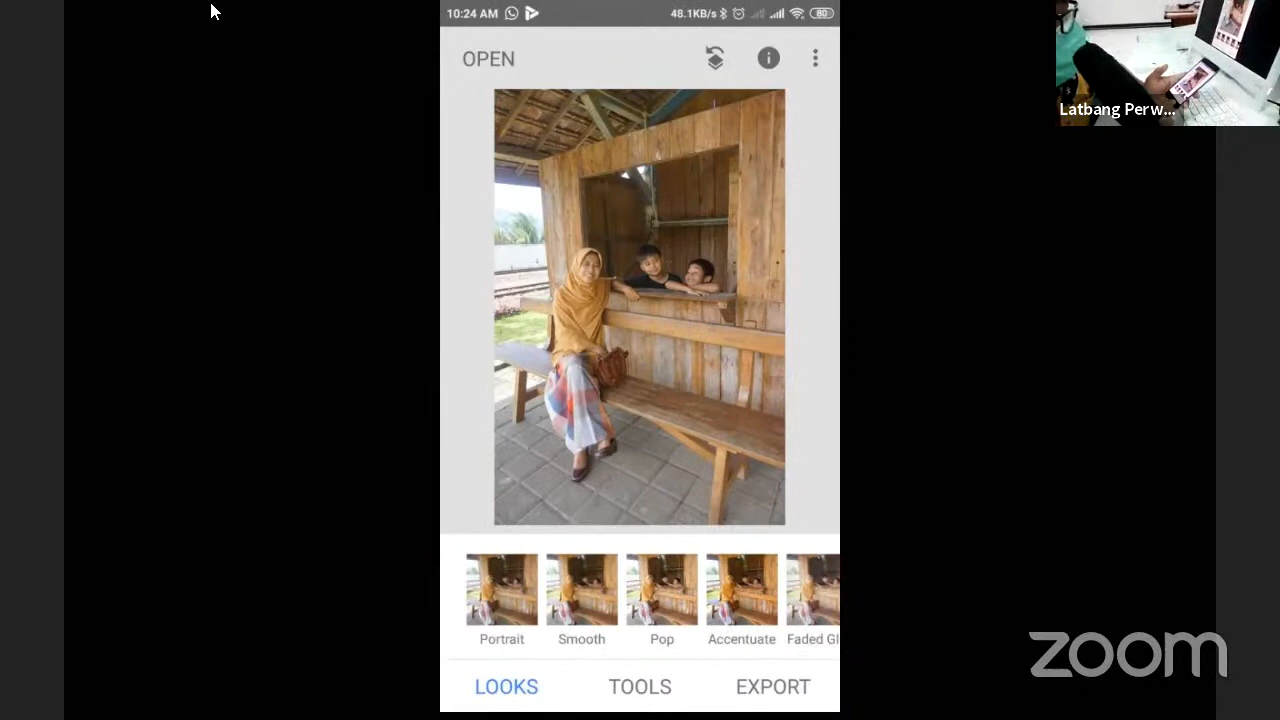 10:24 AM 48.1KB/s 80
OPEN
Latbang Perw...
Portrait Smooth Pop Accentuate Faded Gl
LOOKS TOOLS EXPORT
zoom